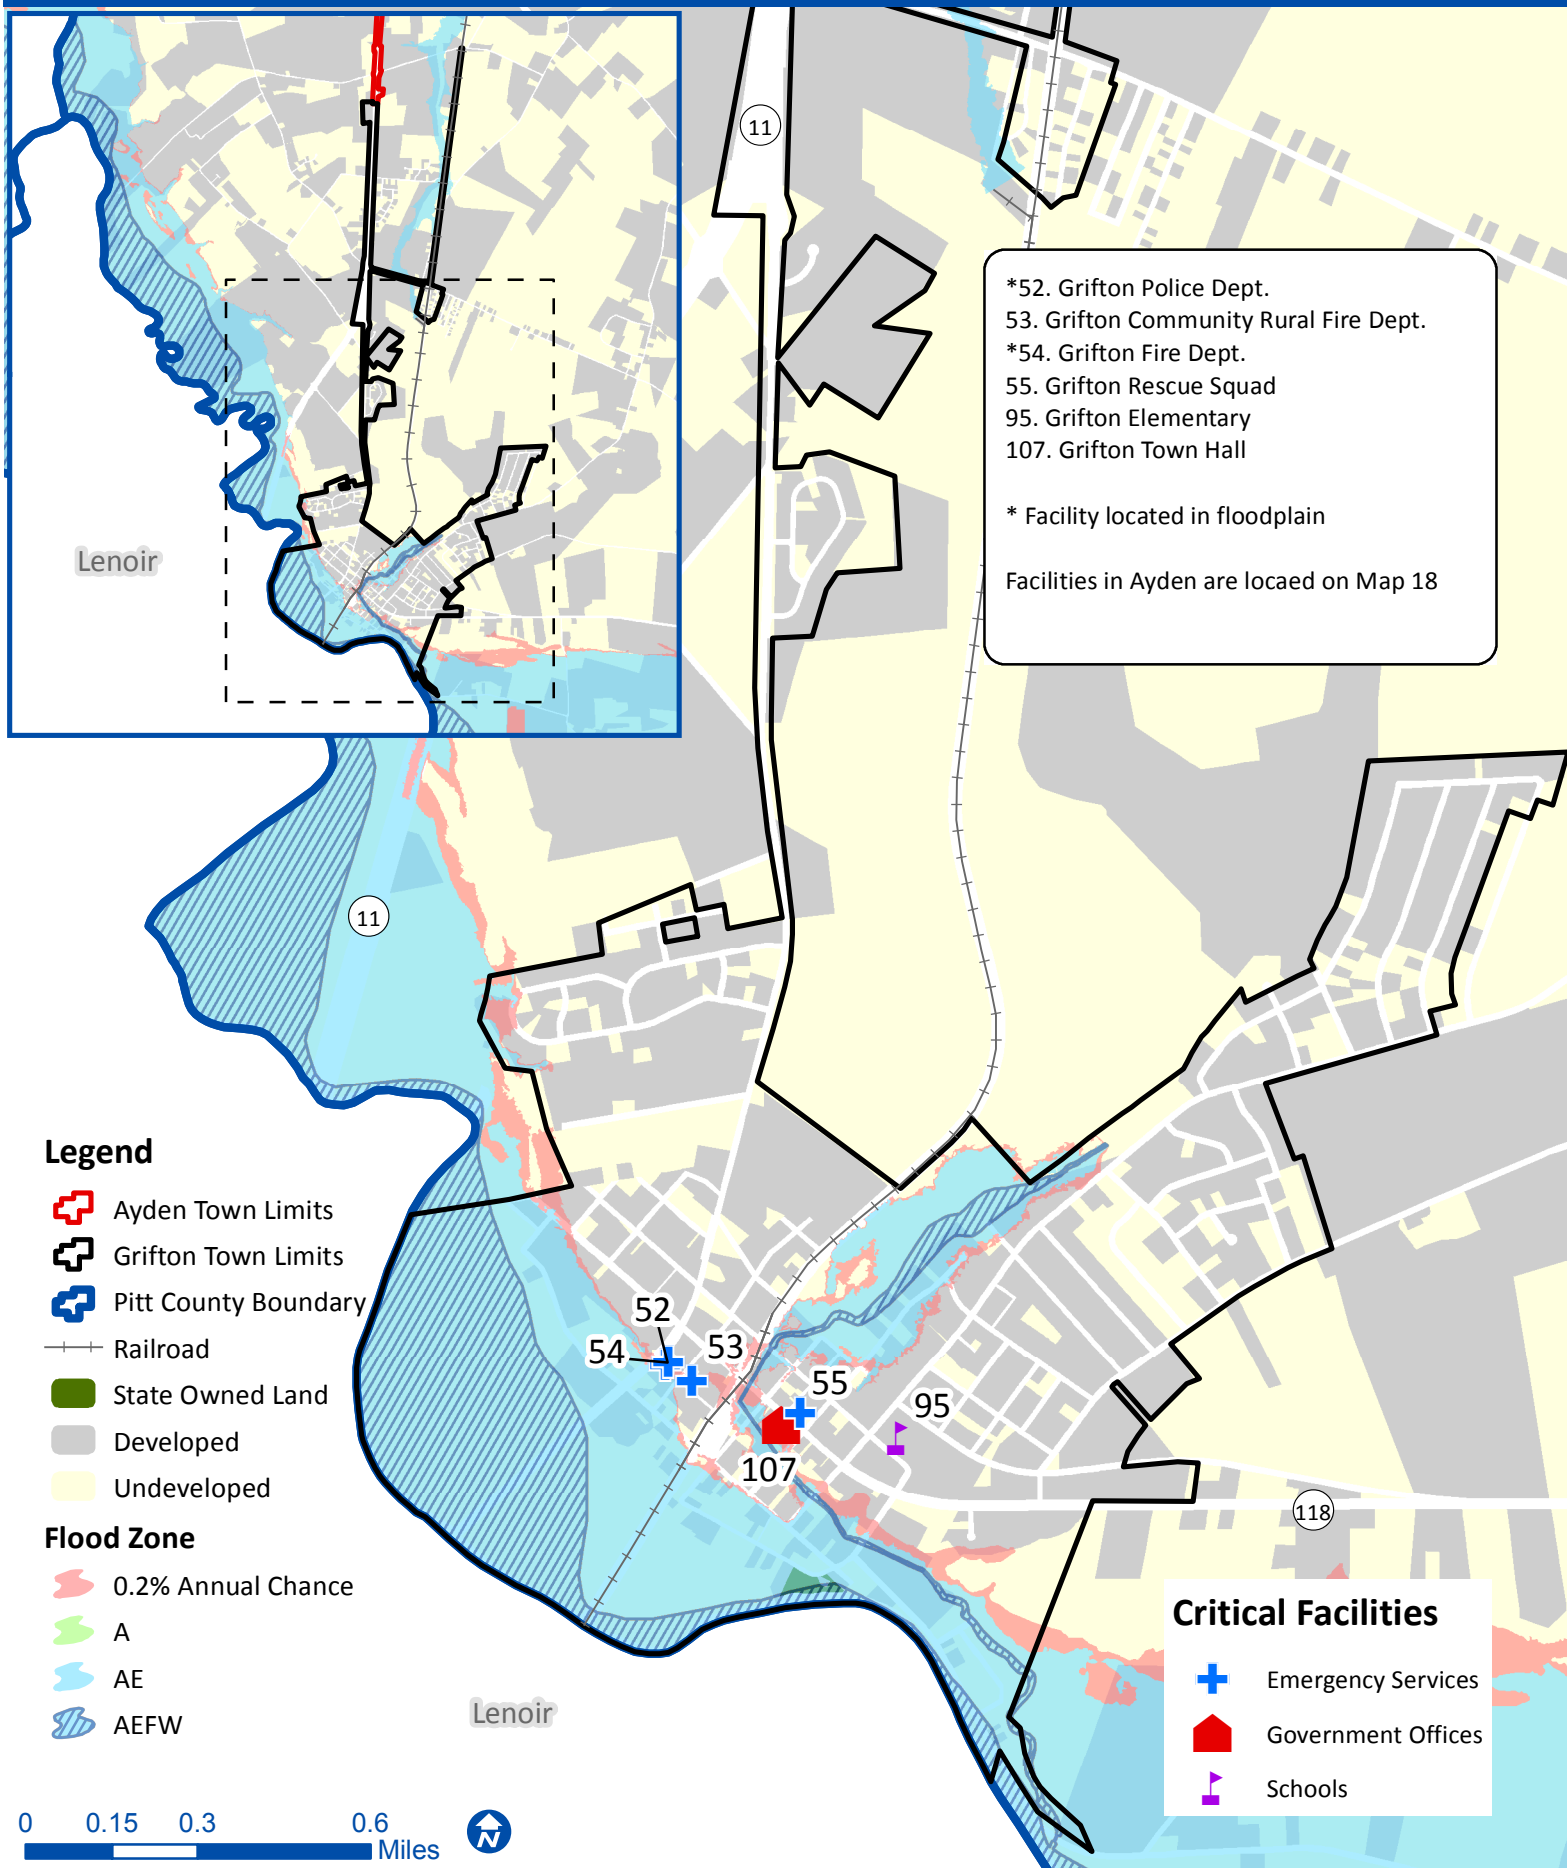 11
*52. Grifton Police Dept.
53. Grifton Community Rural Fire Dept.
*54. Grifton Fire Dept.
55. Grifton Rescue Squad
95. Grifton Elementary
107. Grifton Town Hall
* Facility located in floodplain
Facilities in Ayden are locaed on Map 18
Lenoir
11
52
54
53
55
95
107
118
Legend
Ayden Town Limits
Grifton Town Limits
Pitt County Boundary
Railroad
State Owned Land
Developed
Undeveloped
Flood Zone
0.2% Annual Chance
A
AE
AEFW
Lenoir
Critical Facilities
Emergency Services
Government Offices
Schools
0 0.15 0.3 0.6
Miles
N